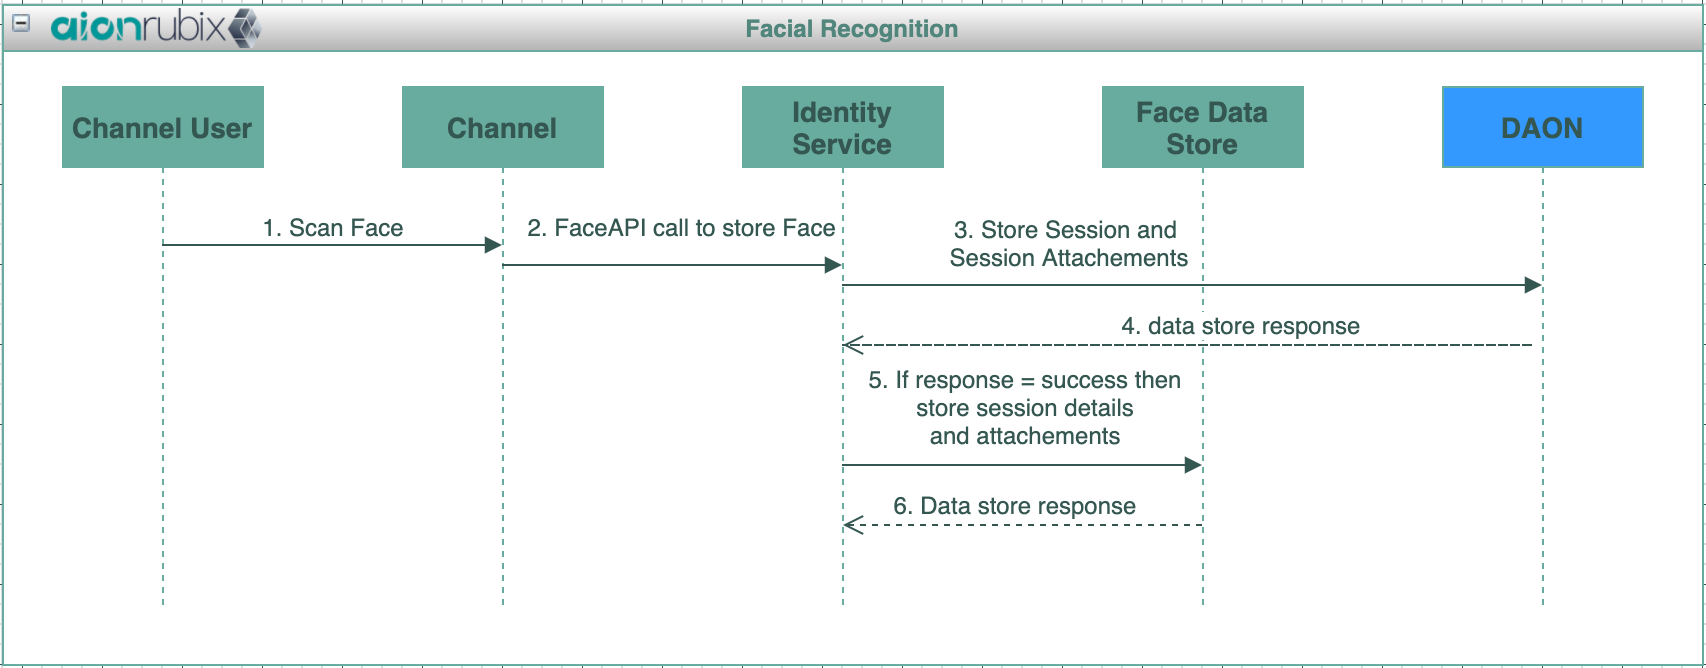 aionrubix
Facial Recognition
Channel User
Channel
Identity
Service
Face Data
Store
DAON
1. Scan Face
2. FaceAPI call to store Face
3. Store Session and
Session Attachements
4. data store response
5. If response = success then
store session details
and attachements
6. Data store response